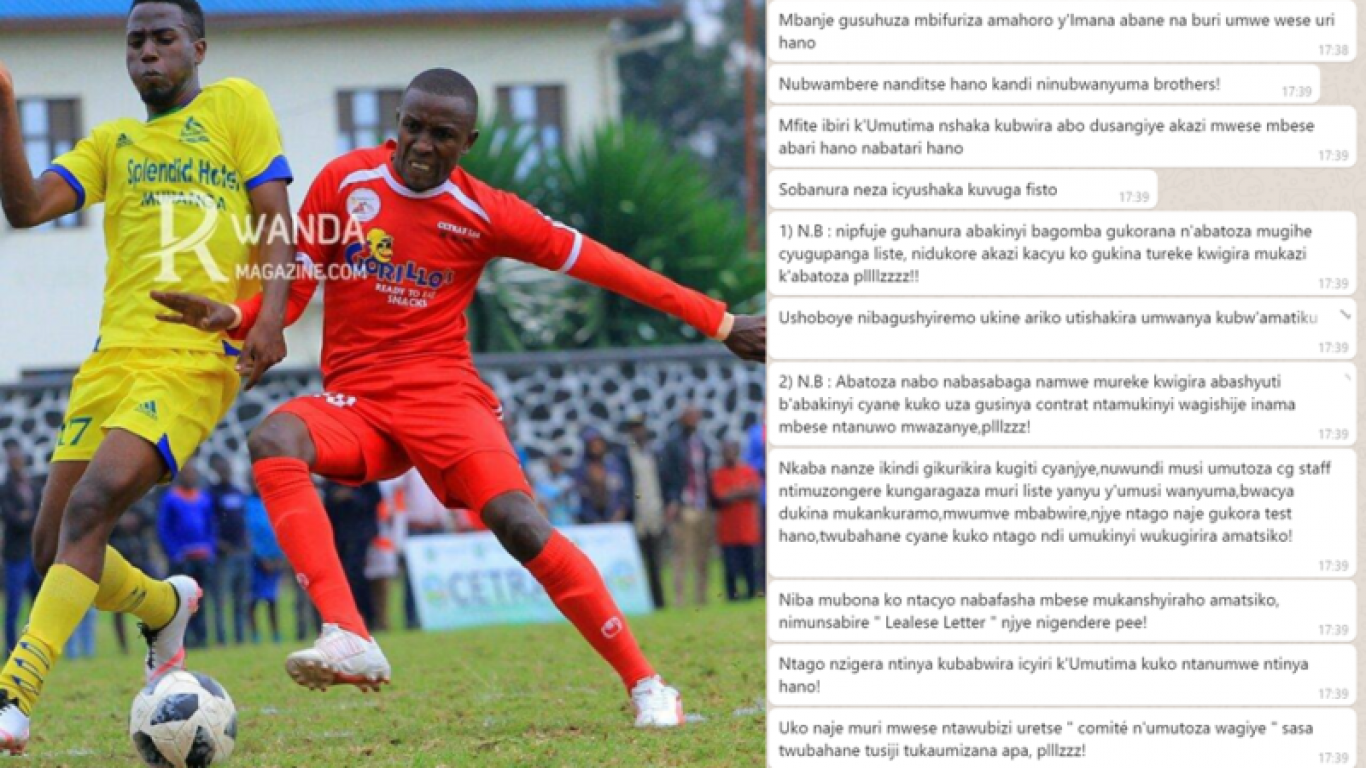 Splendid Hotel
MUHANGA
17
RWANDA
MAGAZINE.COM
CETRAF Ltd
GORILLOS
READY TO EAT
SNACKS
CETRAF
Mbanje gusuhuza mbifuriza amahoro y'Imana abane na buri umwe wese uri
hano
17:38
Nubwambere nanditse hano kandi ninubwanyuma brothers!
17:39
Mfite ibiri k'Umutima nshaka kubwira abo dusangiye akazi mwese mbese
abari hano nabatari hano
17:39
Sobanura neza icyushaka kuvuga fisto
17:39
1) N.B : nipfuje guhanura abakinyi bagomba gukorana n'abatoza mugihe
cyugupanga liste, nidukore akazi kacyu ko gukina tureke kwigira mukazi
k'abatoza pllllzzzz!!
17:39
Ushoboye nibagushyiremo ukine ariko utishakira umwanya kubw'amatiku
17:39
2) N.B : Abatoza nabo nabasabaga namwe mureke kwigira abashyuti
b'abakinyi cyane kuko uza gusinya contrat ntamukinyi wagishije inama
mbese ntanuwo mwazanye,plllzzz!
17:39
Nkaba nanze ikindi gikurikira kugiti cyanjye,nuwundi musi umutoza cg staff
ntimuzongere kungaragaza muri liste yanyu y'umusi wanyuma,bwacya
dukina mukankuramo,mwumve mbabwire,njye ntago naje gukora test
hano,twubahane cyane kuko ntago ndi umukinyi wukugirira amatsiko!
17:39
Niba mubona ko ntacyo nabafasha mbese mukanshyiraho amatsiko,
nimunsabire " Lealese Letter " njye nigendere pee!
17:39
Ntago nzigera ntinya kubabwira icyiri k'Umutima kuko ntanumwe ntinya
hano!
17:39
Uko naje muri mwese ntawubizi uretse " comité n'umutoza wagiye " sasa
twubahane tusiji tukaumizana apa, plllzzz!
17:39